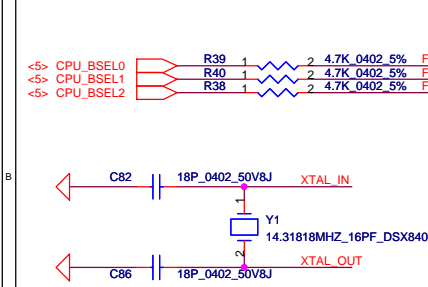 <5> CPU_BSEL0 R39 1 2 4.7K_0402_5% F
<5> CPU_BSEL1 R40 1 2 4.7K_0402_5% F
<5> CPU_BSEL2 R38 1 2 4.7K_0402_5% F
B
C82 18P_0402_50V8J XTAL_IN
1
Y1
14.31818MHZ_16PF_DSX840
2
C86 18P_0402_50V8J XTAL_OUT